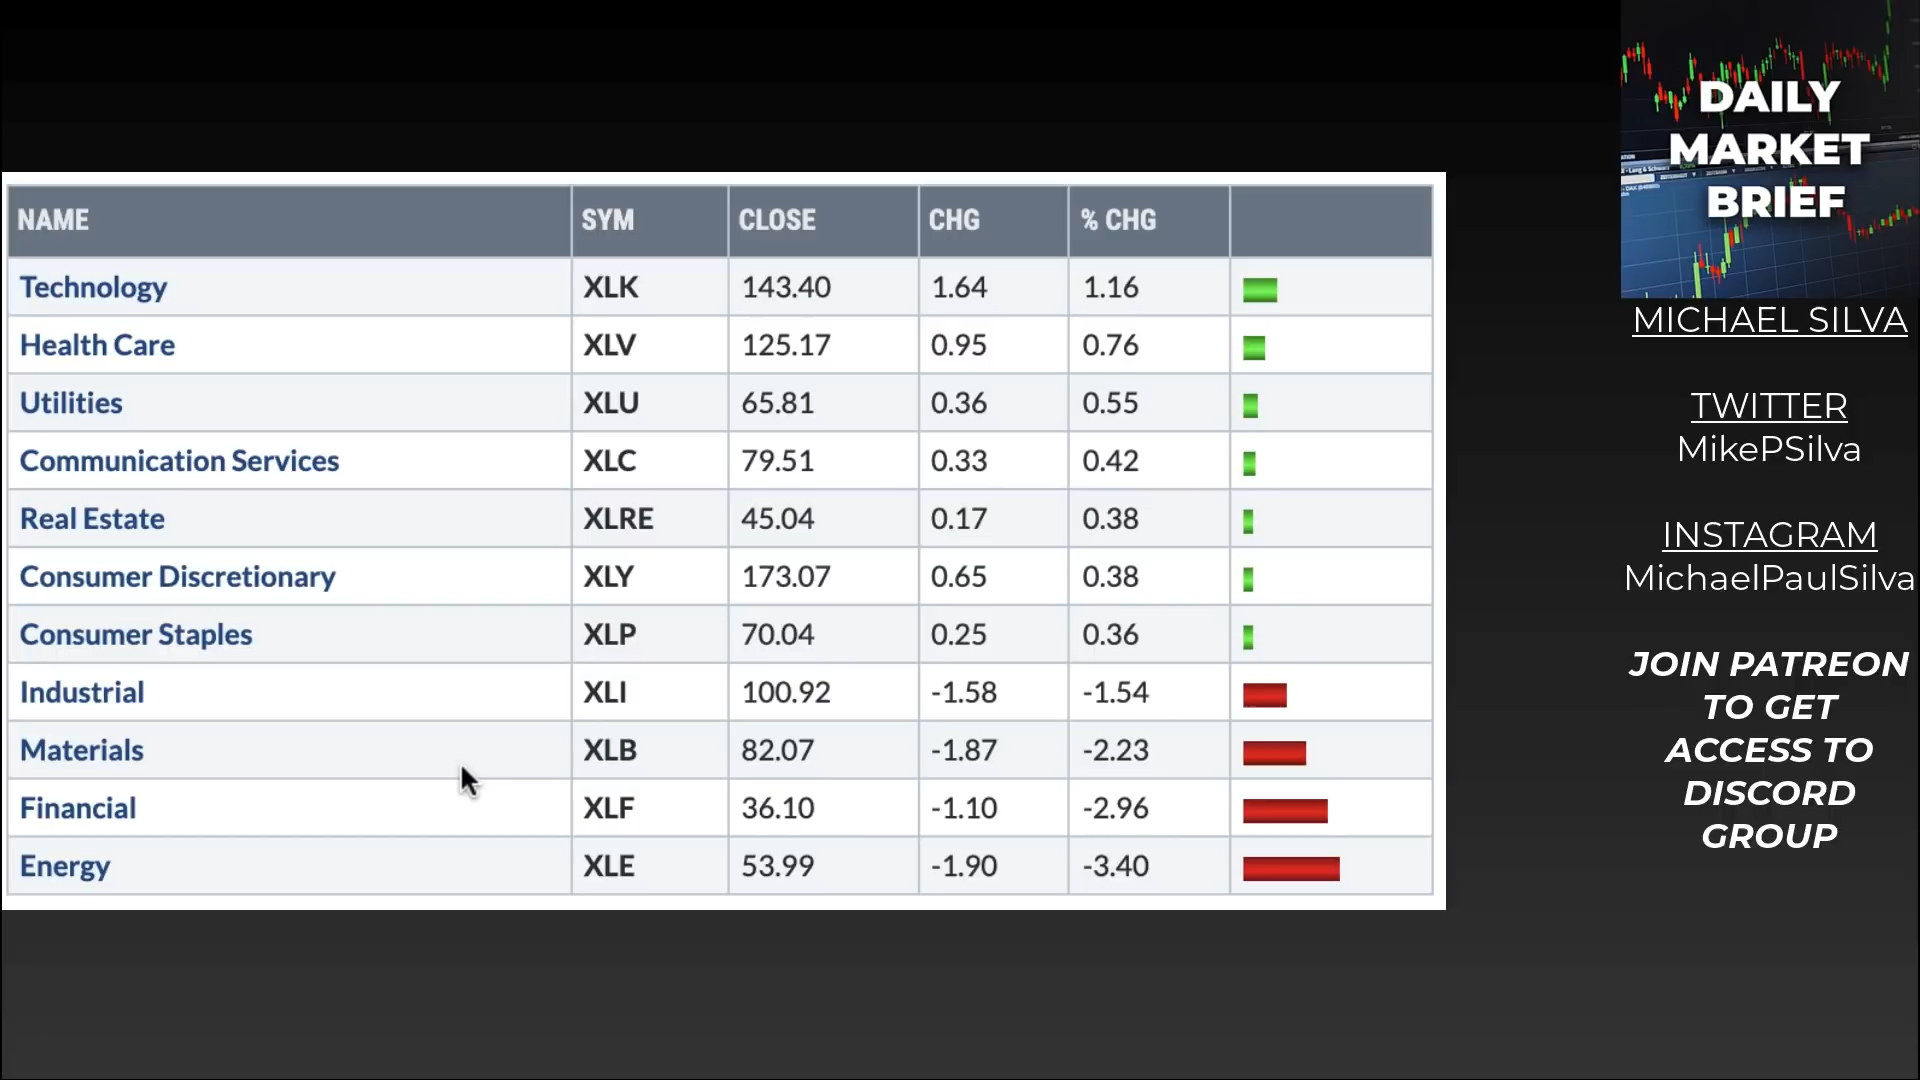 NAME SYM CLOSE CHG % CHG
Technology XLK 143.40 1.64 1.16
Health Care XLV 125.17 0.95 0.76
Utilities XLU 65.81 0.36 0.55
Communication Services XLC 79.51 0.33 0.42
Real Estate XLRE 45.04 0.17 0.38
Consumer Discretionary XLY 173.07 0.65 0.38
Consumer Staples XLP 70.04 0.25 0.36
Industrial XLI 100.92 -1.58 -1.54
Materials XLB 82.07 -1.87 -2.23
Financial XLF 36.10 -1.10 -2.96
Energy XLE 53.99 -1.90 -3.40
DAILY
MARKET
BRIEF
MICHAEL SILVA
TWITTER
MikePSilva
INSTAGRAM
MichaelPaulSilva
JOIN PATREON
TO GET
ACCESS TO
DISCORD
GROUP